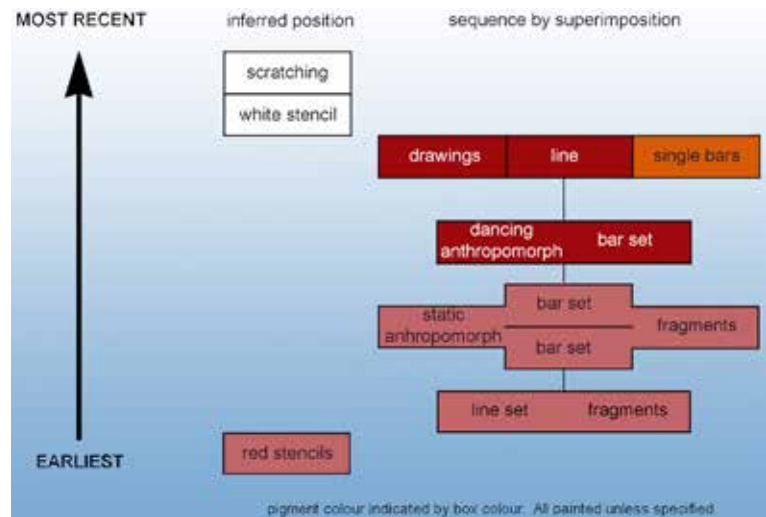 MOST RECENT
inferred position
sequence by superimposition
scratching
white stencil
drawings
line
single bars
dancing
anthropomorph
bar set
bar set
static
anhropomorph
fragments
bar set
line set
fragments
red stencils
EARLIEST
pigment colour indicated by box colour. All painted unless specified